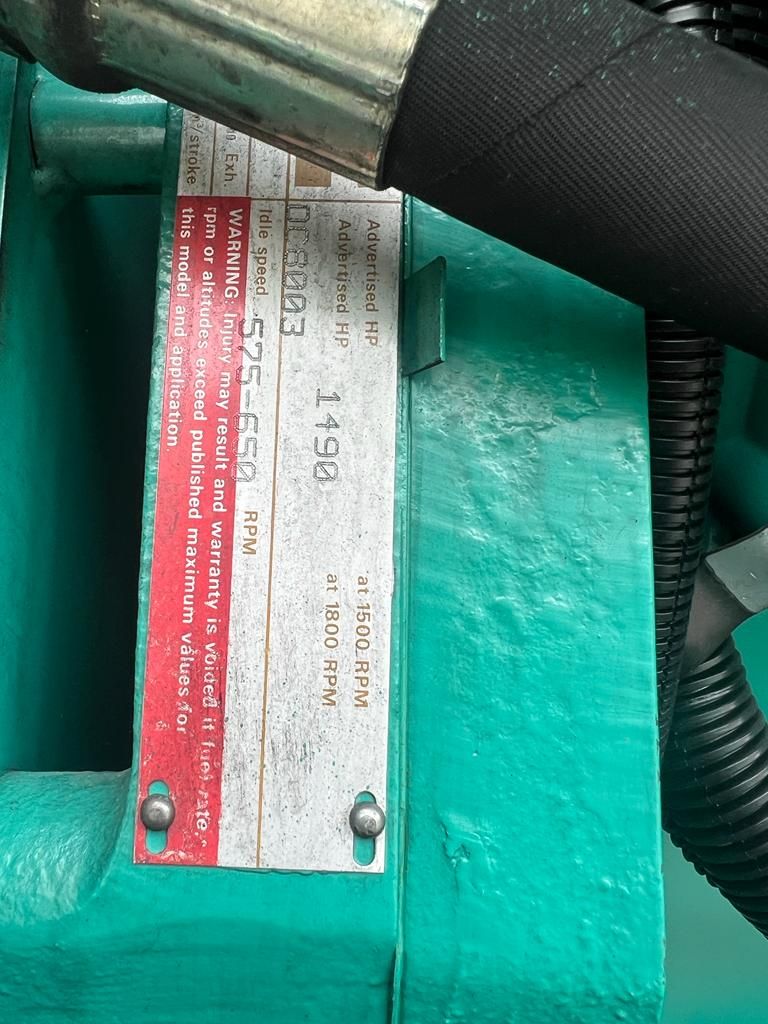 Advertised HP at 1500 RPM
Advertised HP 1490 at 1800 RPM
DC8003
Idle speed 575-650 RPM
Exh.
/stroke
WARNING: Injury may result and warranty is voided if fuel rate.
rpm or altitudes exceed published maximum values for
this model and application